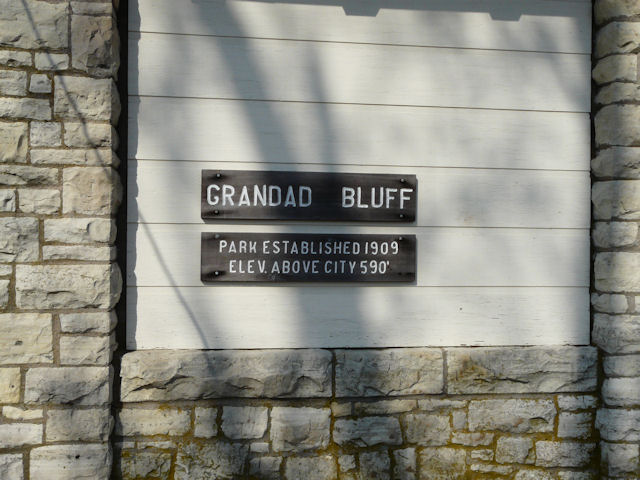 GRANDAD BLUFF
PARK ESTABLISHED 1909
ELEV. ABOVE CITY 590'